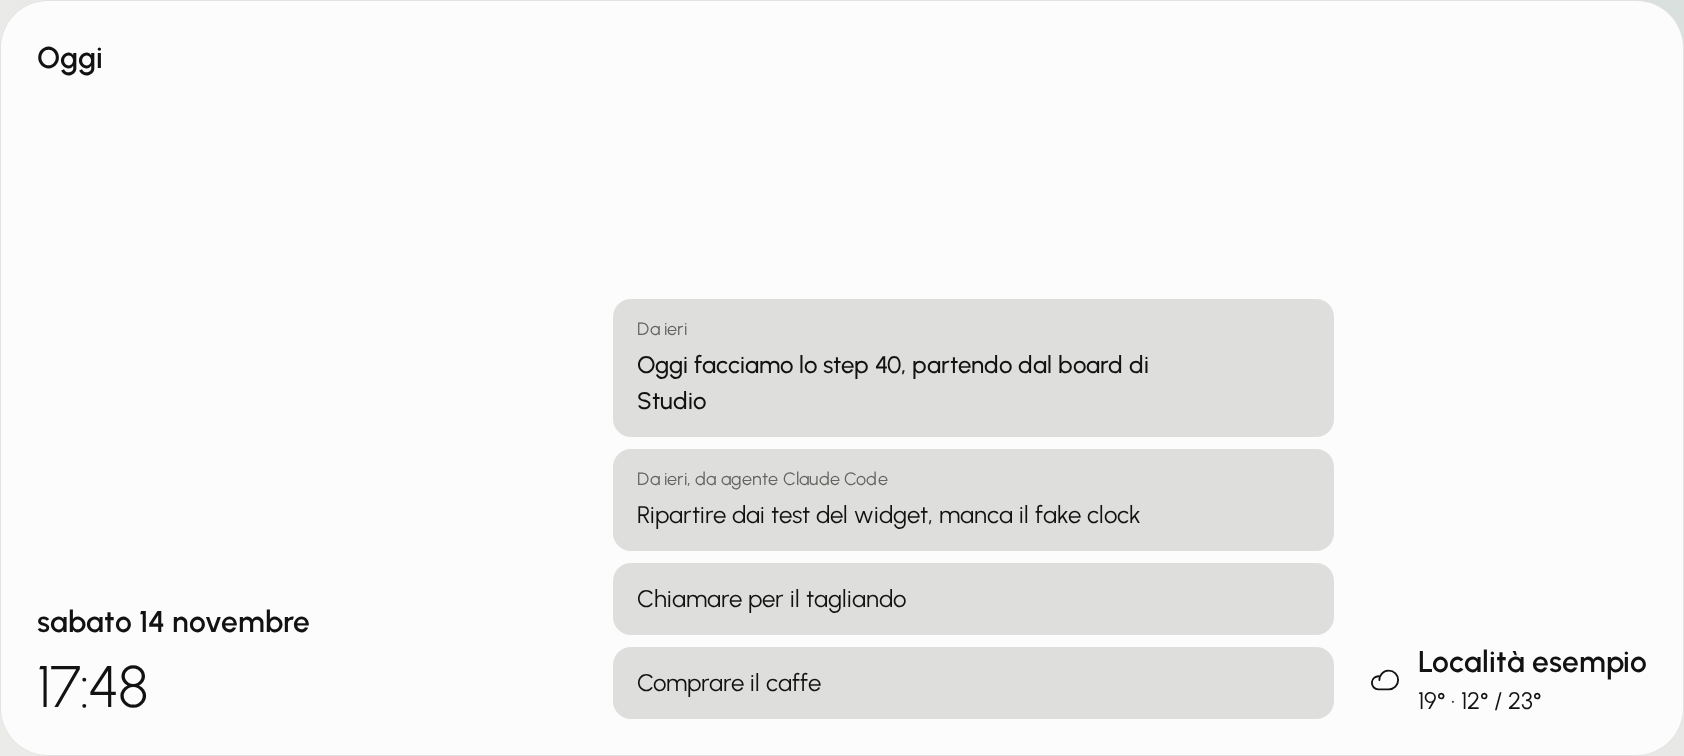 Oggi
Da ieri
Oggi facciamo lo step 40, partendo dal board di
Studio
Da ieri, da agente Claude Code
Ripartire dai test del widget, manca il fake clock
Chiamare per il tagliando
Comprare il caffe
sabato 14 novembre
17:48
Località esempio
19° · 12° / 23°